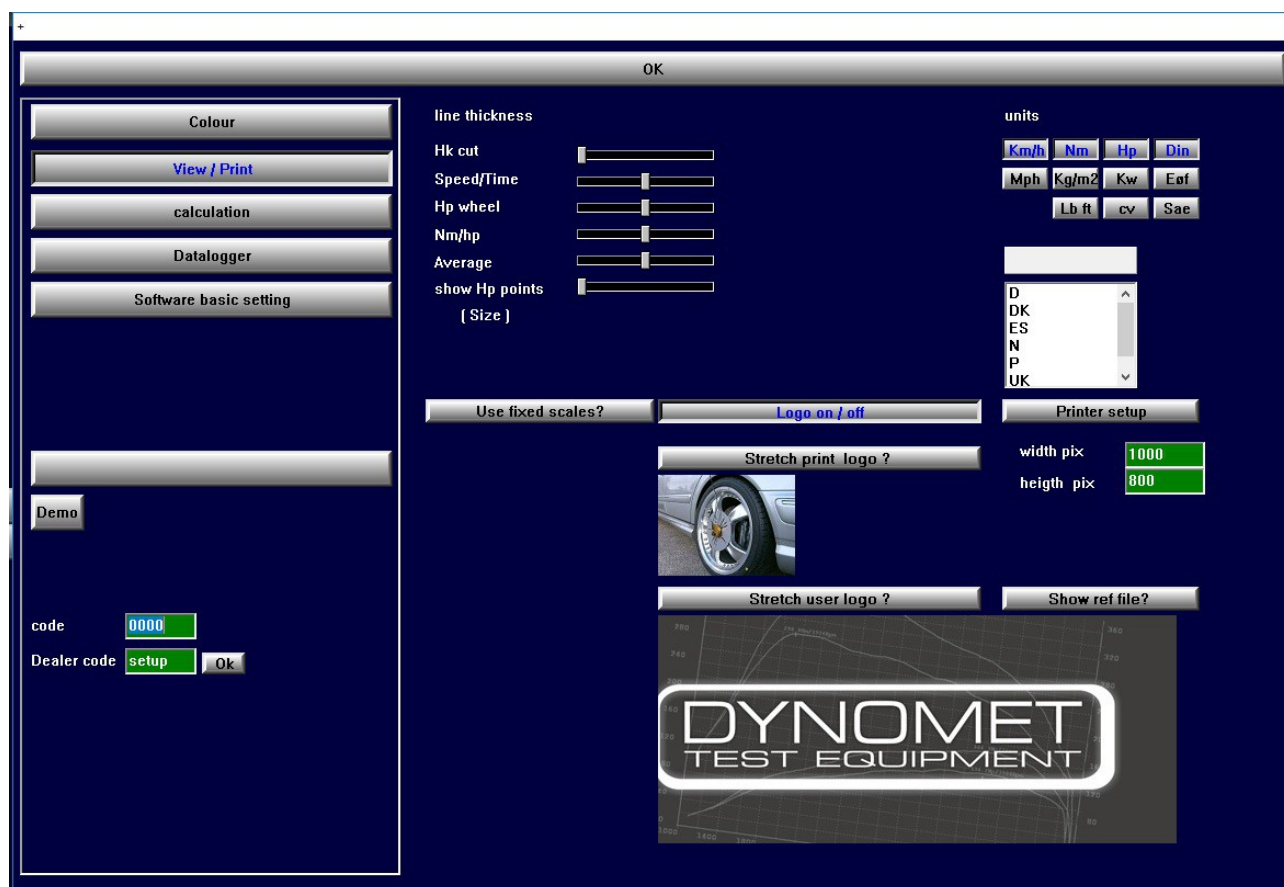 +
OK
Colour
View / Print
calculation
Datalogger
Software basic setting
Demo
code 0000
Dealer code setup Ok
line thickness
Hk cut
Speed/Time
Hp wheel
Nm/hp
Average
show Hp points
( Size )
units
Km/h Nm Hp Din
Mph Kg/m2 Kw Eøf
Lb ft cv Sae
D
DK
ES
N
P
UK
Use fixed scales? Logo on / off Printer setup
Stretch print logo ?
width pix 1000
heigth pix 800
Stretch user logo ? Show ref file?
DYNOMET
TEST EQUIPMENT